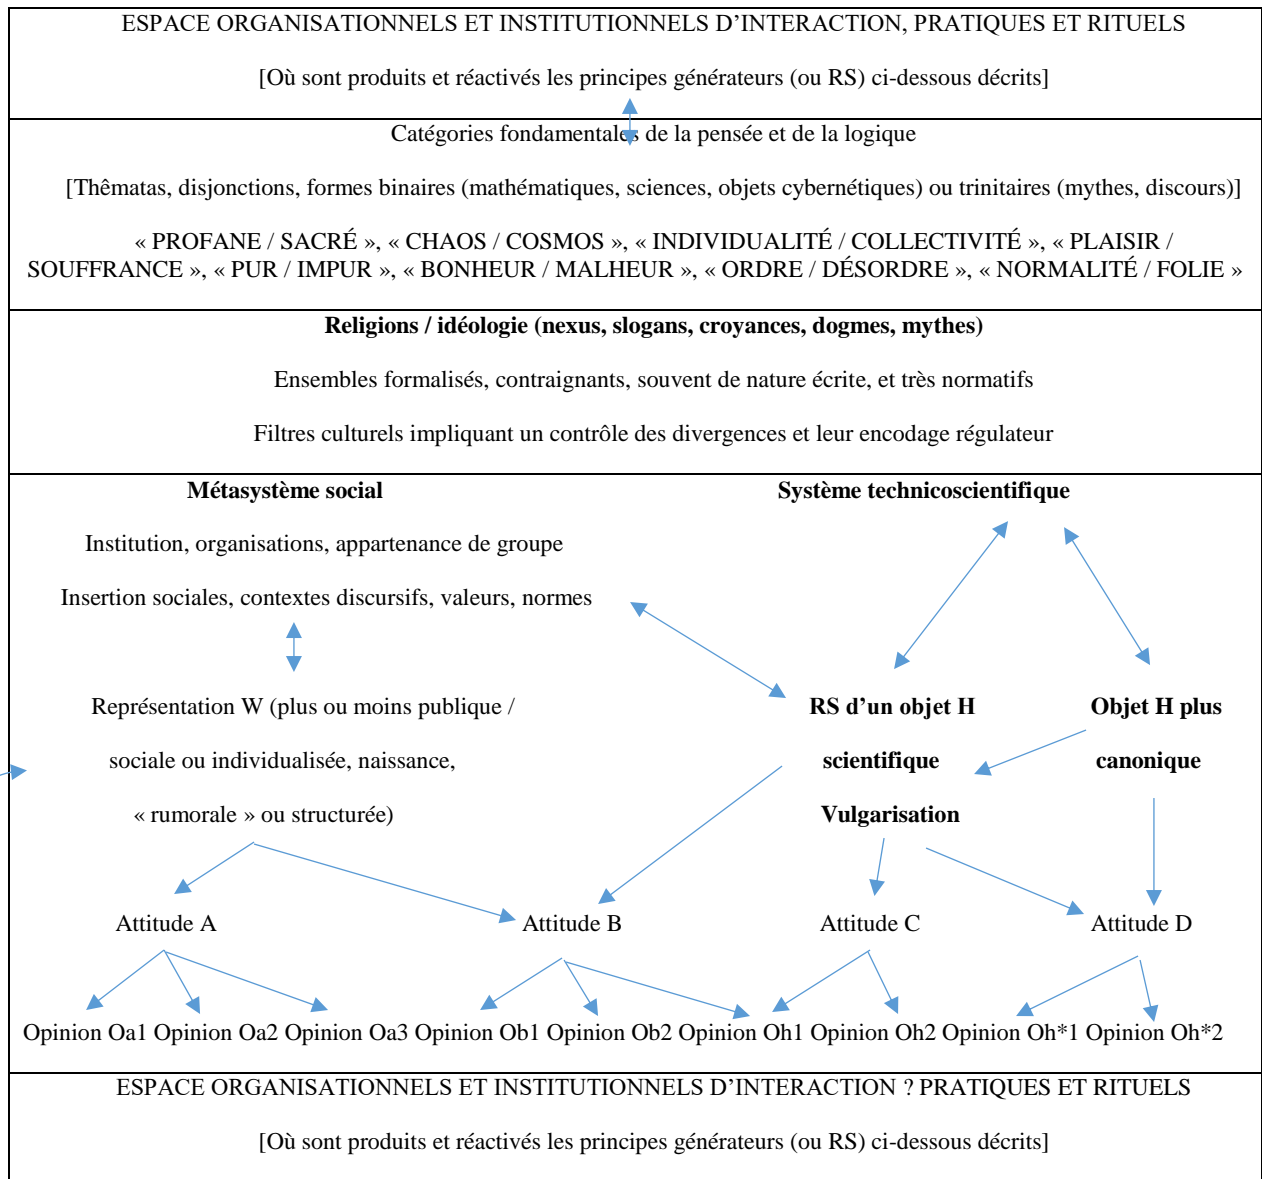 ESPACE ORGANISATIONNELS ET INSTITUTIONNELS D’INTERACTION, PRATIQUES ET RITUELS
[Où sont produits et réactivés les principes générateurs (ou RS) ci-dessous décrits]
Catégories fondamentales de la pensée et de la logique
[Thêmatas, disjonctions, formes binaires (mathématiques, sciences, objets cybernétiques) ou trinitaires (mythes, discours)]
« PROFANE / SACRÉ », « CHAOS / COSMOS », « INDIVIDUALITÉ / COLLECTIVITÉ », « PLAISIR /
SOUFFRANCE », « PUR / IMPUR », « BONHEUR / MALHEUR », « ORDRE / DÉSORDRE », « NORMALITÉ / FOLIE »
Religions / idéologie (nexus, slogans, croyances, dogmes, mythes)
Ensembles formalisés, contraignants, souvent de nature écrite, et très normatifs
Filtres culturels impliquant un contrôle des divergences et leur encodage régulateur
Métasystème social
Système technicoscientifique
Institution, organisations, appartenance de groupe
Insertion sociales, contextes discursifs, valeurs, normes
Représentation W (plus ou moins publique /
sociale ou individualisée, naissance,
« rumorale » ou structurée)
RS d’un objet H
scientifique
Vulgarisation
Objet H plus
canonique
Attitude A
Attitude B
Attitude C
Attitude D
Opinion Oa1 Opinion Oa2 Opinion Oa3 Opinion Ob1 Opinion Ob2 Opinion Oh1 Opinion Oh2 Opinion Oh*1 Opinion Oh*2
ESPACE ORGANISATIONNELS ET INSTITUTIONNELS D’INTERACTION ? PRATIQUES ET RITUELS
[Où sont produits et réactivés les principes générateurs (ou RS) ci-dessous décrits]